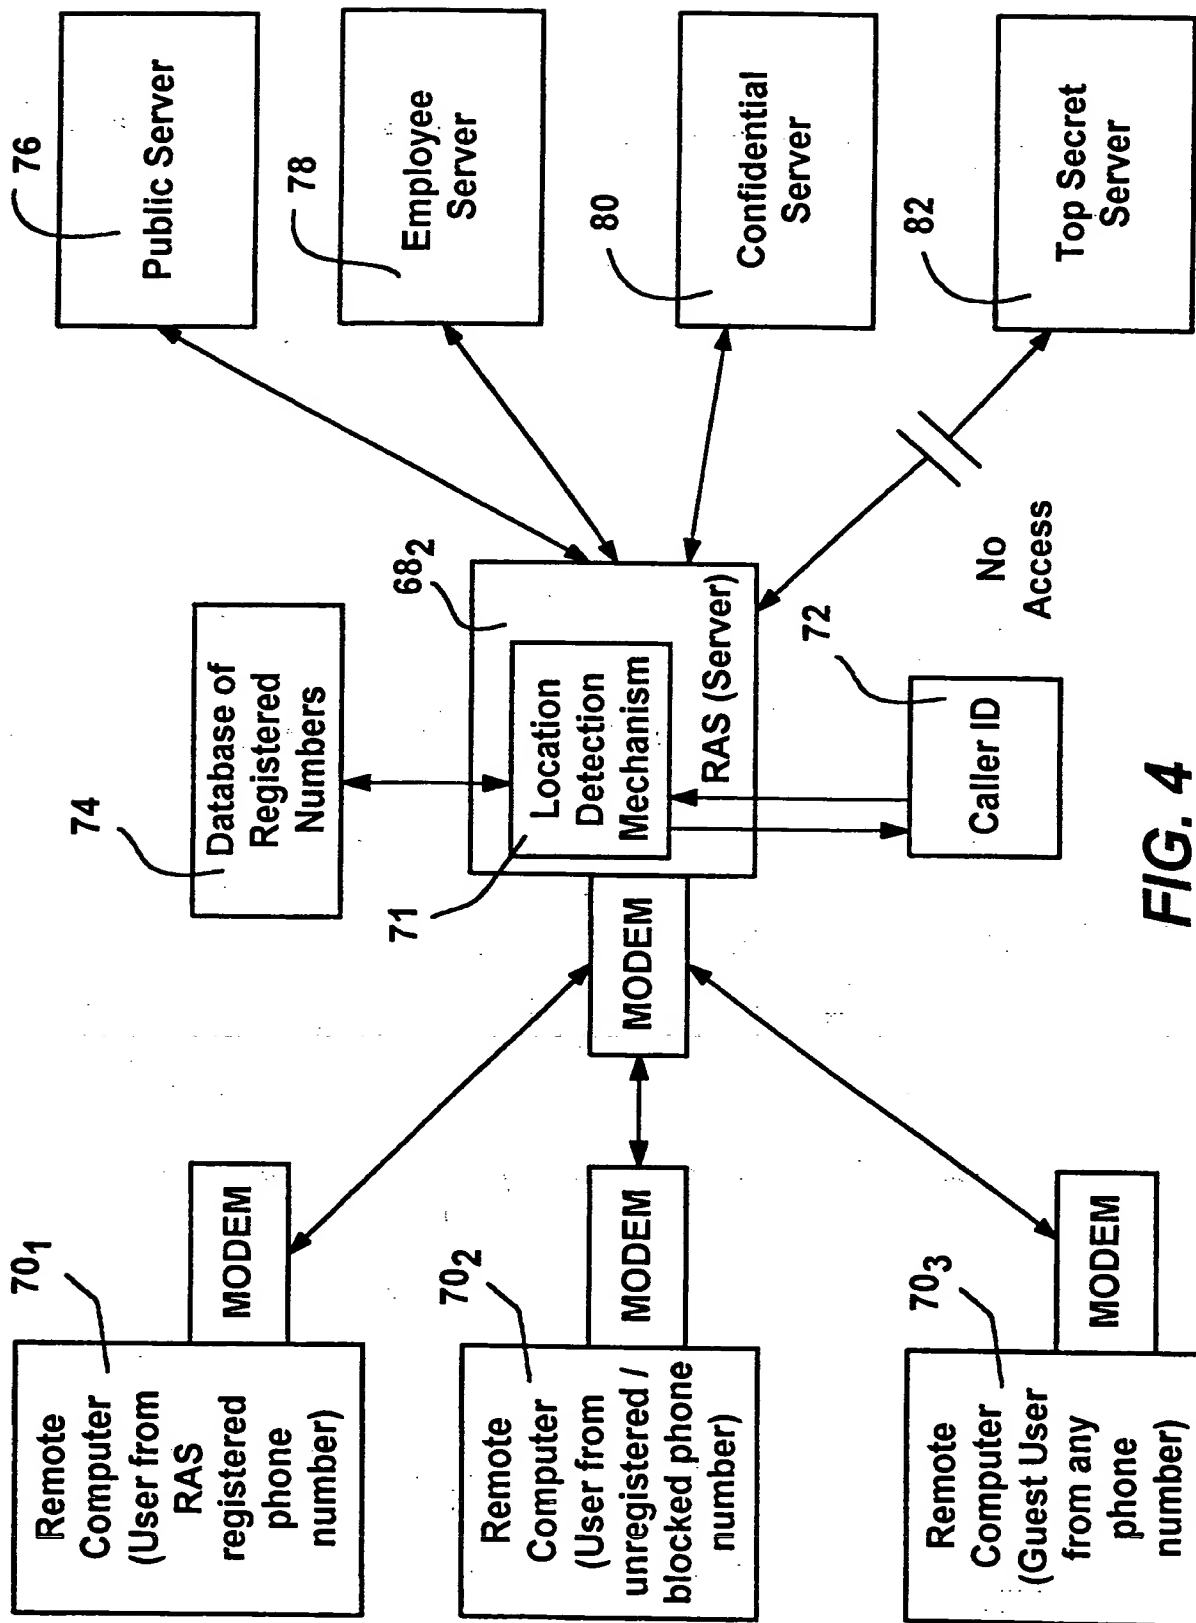 Remote
Computer
(User from
RAS
registered
phone
number)
70₁
MODEM
Remote
Computer
(User from
unregistered /
blocked phone
number)
70₂
MODEM
Remote
Computer
(Guest User
from any
phone
number)
70₃
MODEM
MODEM
74
Database of
Registered
Numbers
71
Location
Detection
Mechanism
RAS (Server)
68₂
72
Caller ID
No
Access
76
Public Server
78
Employee
Server
80
Confidential
Server
82
Top Secret
Server
FIG. 4